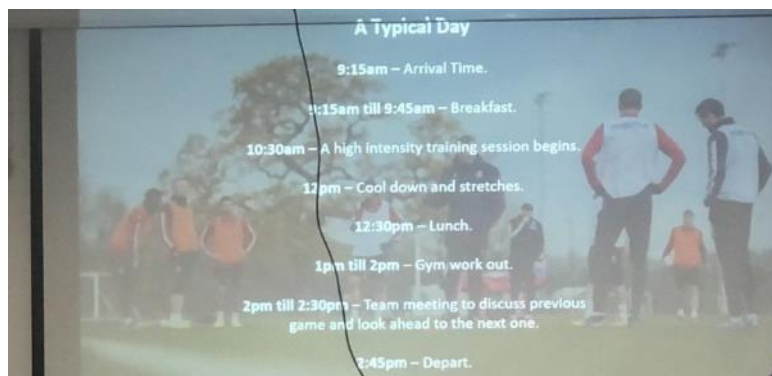 A Typical Day
9:15am – Arrival Time.
9:15am till 9:45am – Breakfast.
10:30am – A high intensity training session begins.
12pm – Cool down and stretches.
12:30pm – Lunch.
1pm till 2pm – Gym work out.
2pm till 2:30pm – Team meeting to discuss previous
game and look ahead to the next one.
2:45pm – Depart.